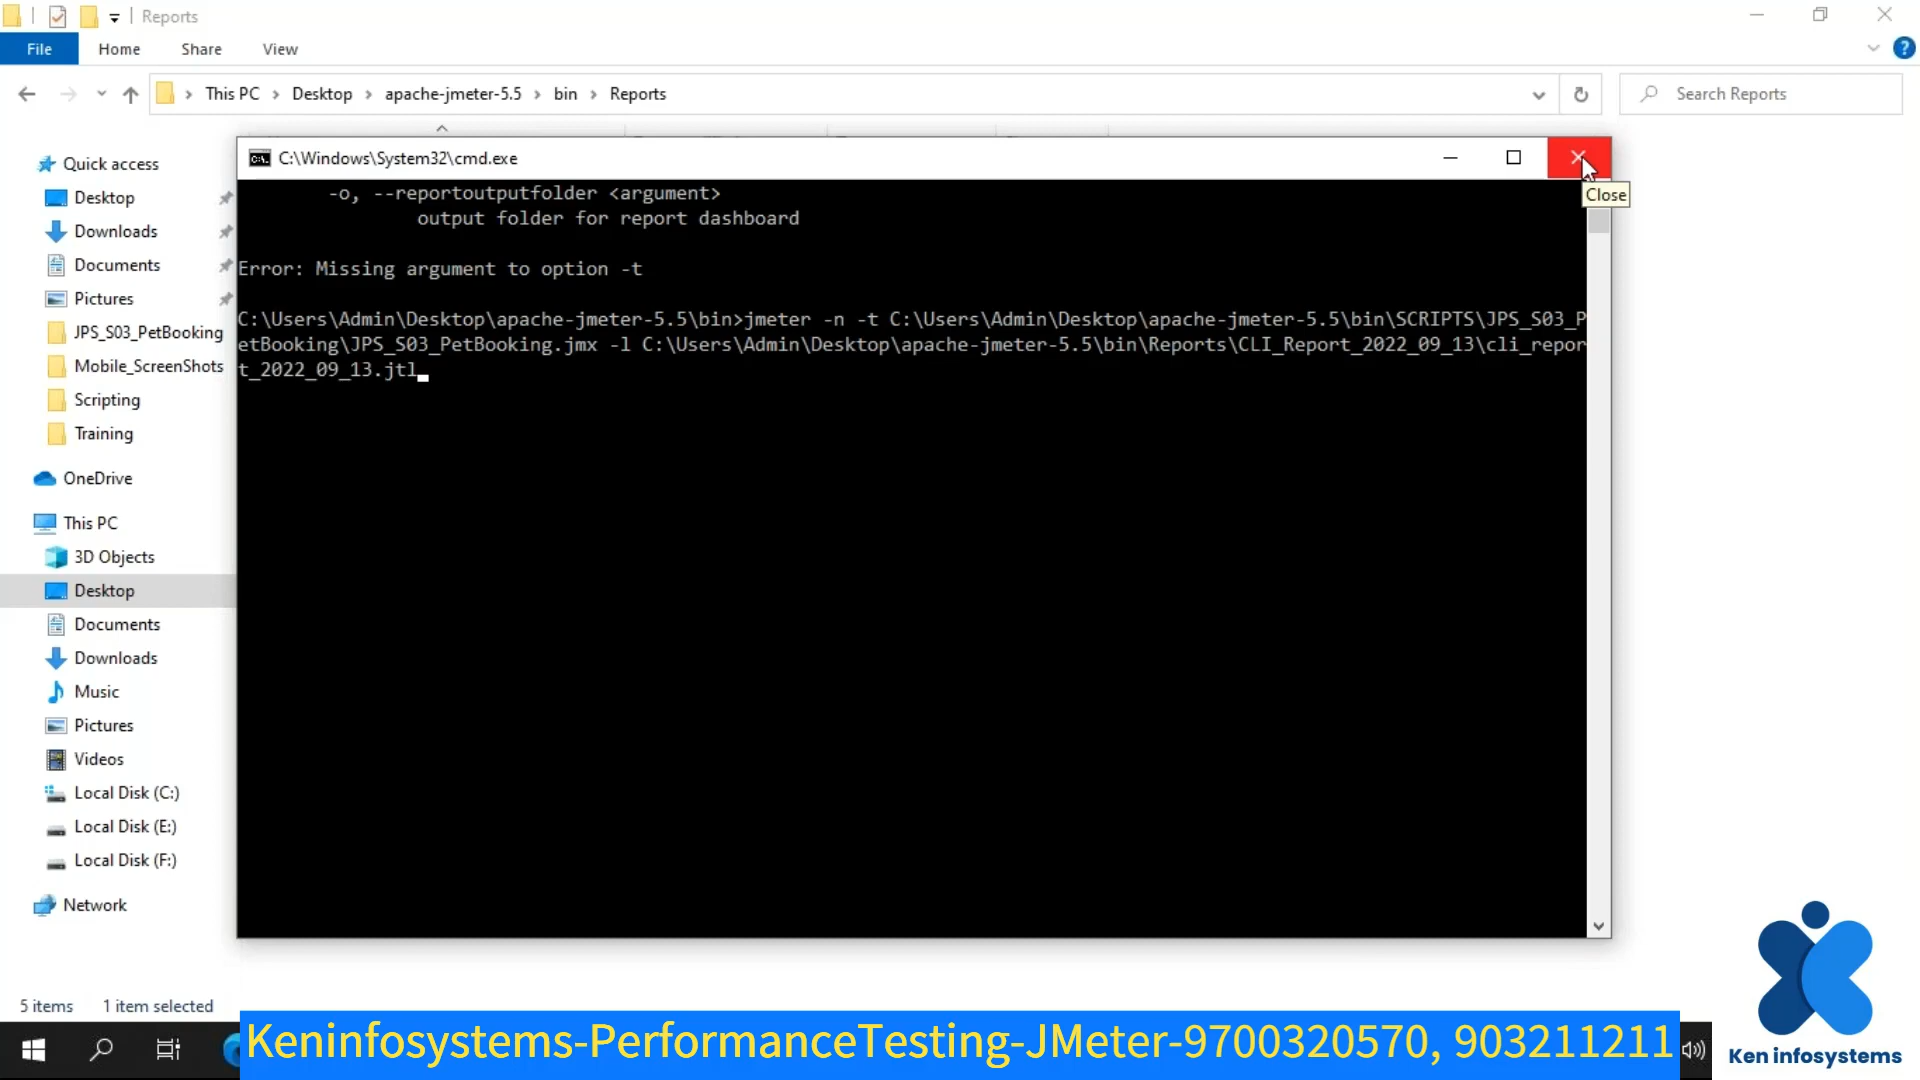 Reports
File Home Share View
This PC Desktop apache-jmeter-5.5 bin Reports
Search Reports
Quick access
Desktop
Downloads
Documents
Pictures
JPS_S03_PetBooking
Mobile_ScreenShots
Scripting
Training
OneDrive
This PC
3D Objects
Desktop
Documents
Downloads
Music
Pictures
Videos
Local Disk (C:)
Local Disk (E:)
Local Disk (F:)
Network
5 items 1 item selected
C:\Windows\System32\cmd.exe
Close
-o, --reportoutputfolder <argument>
output folder for report dashboard
Error: Missing argument to option -t
C:\Users\Admin\Desktop\apache-jmeter-5.5\bin>jmeter -n -t C:\Users\Admin\Desktop\apache-jmeter-5.5\bin\SCRIPTS\JPS_S03_P
etBooking\JPS_S03_PetBooking.jmx -l C:\Users\Admin\Desktop\apache-jmeter-5.5\bin\Reports\CLI_Report_2022_09_13\cli_repor
t_2022_09_13.jtl
Keninfosystems-PerformanceTesting-JMeter-9700320570, 903211211
Ken infosystems